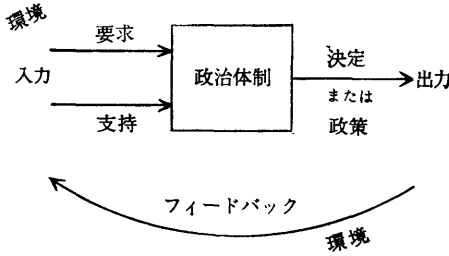 環境
要求
入力
支持
政治体制
決定
または
政策
出力
フィードバック
環境